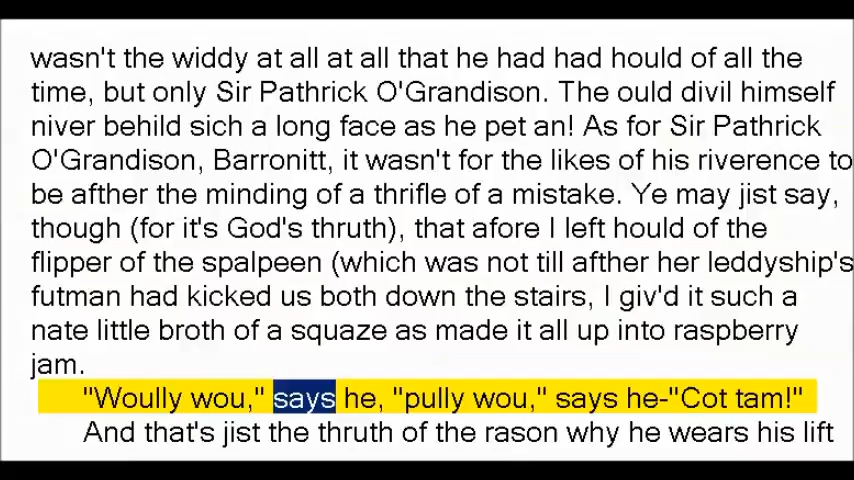 wasn't the widdy at all at all that he had had hould of all the
time, but only Sir Pathrick O'Grandison. The ould divil himself
niver behild sich a long face as he pet an! As for Sir Pathrick
O'Grandison, Barronitt, it wasn't for the likes of his riverence to
be afther the minding of a thrifle of a mistake. Ye may jist say,
though (for it's God's thruth), that afore I left hould of the
flipper of the spalpeen (which was not till afther her leddyship's
futman had kicked us both down the stairs, I giv'd it such a
nate little broth of a squaze as made it all up into raspberry
jam.
"Woully wou," says he, "pully wou," says he-"Cot tam!"
And that's jist the thruth of the rason why he wears his lift